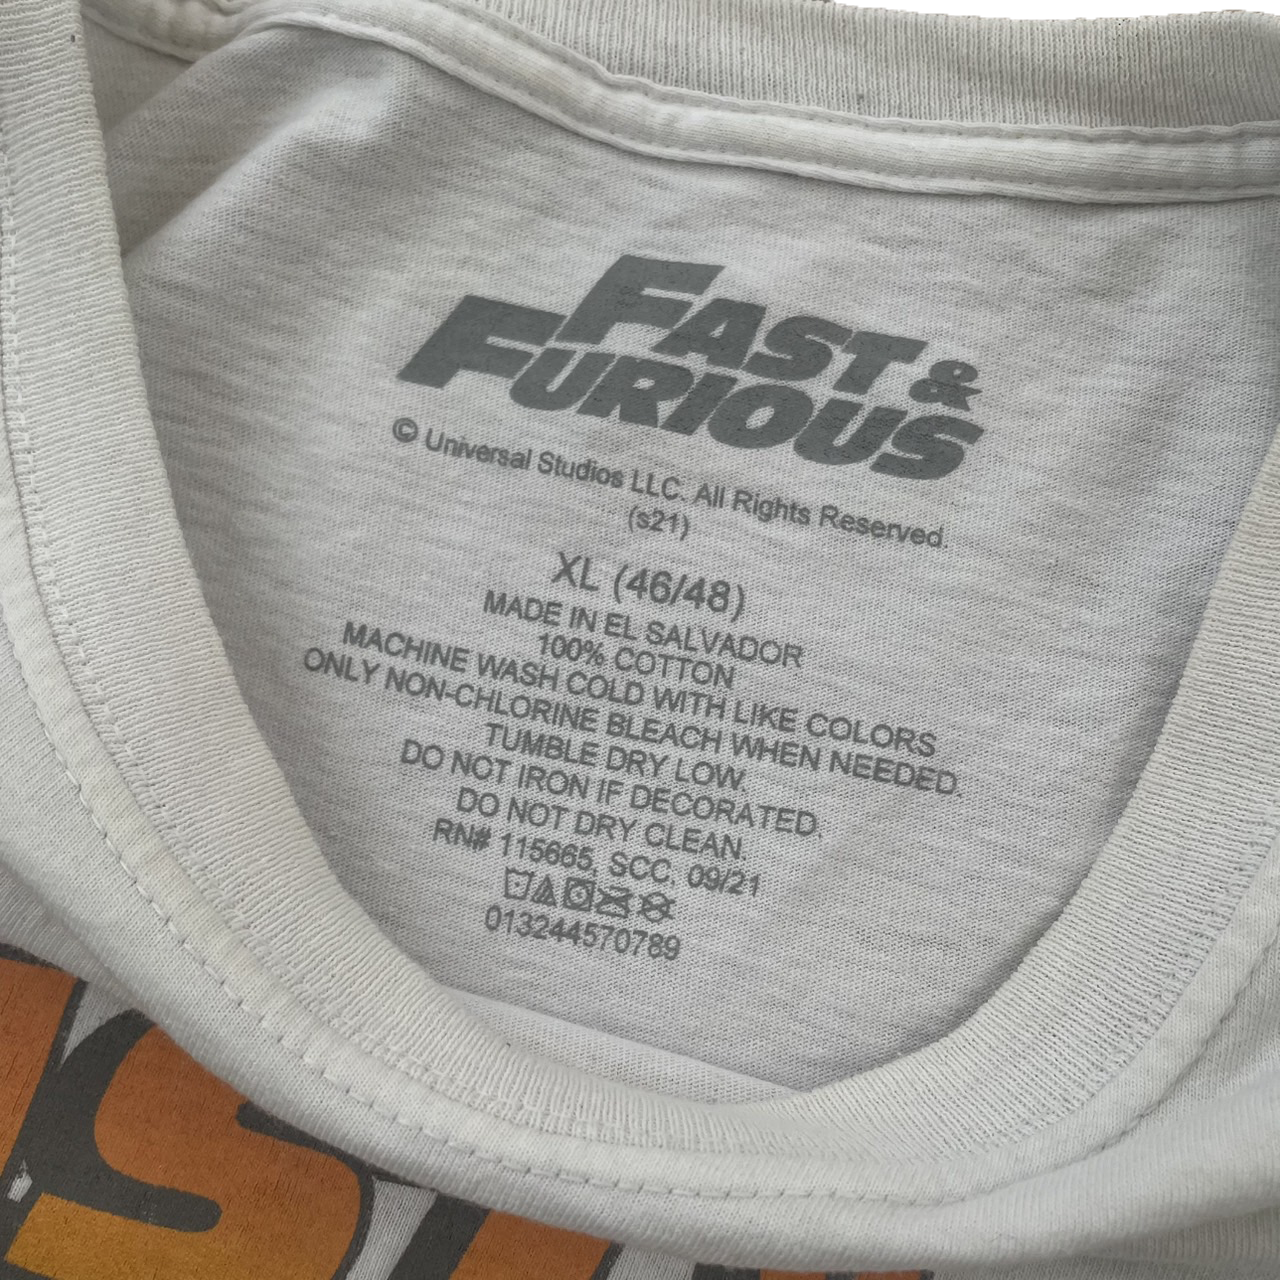 FAST &
FURIOUS
© Universal Studios LLC. All Rights Reserved.
(s21)
XL (46/48)
MADE IN EL SALVADOR
100% COTTON
MACHINE WASH COLD WITH LIKE COLORS
ONLY NON-CHLORINE BLEACH WHEN NEEDED.
TUMBLE DRY LOW.
DO NOT IRON IF DECORATED.
DO NOT DRY CLEAN.
RN# 115665, SCC, 09/21
013244570789